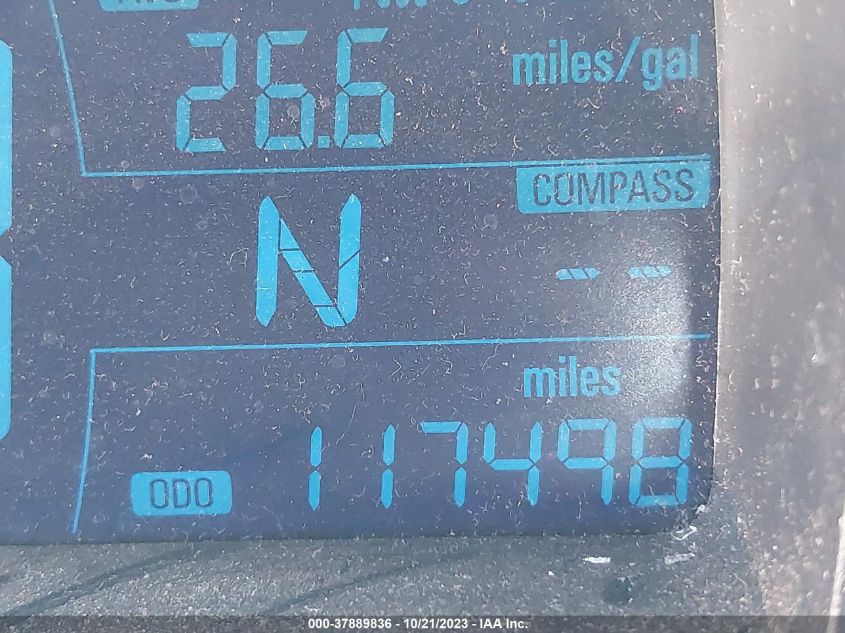 26.6 miles/gal
COMPASS
N --
miles
ODO 117498
000-37889836 - 10/21/2023 - IAA Inc.